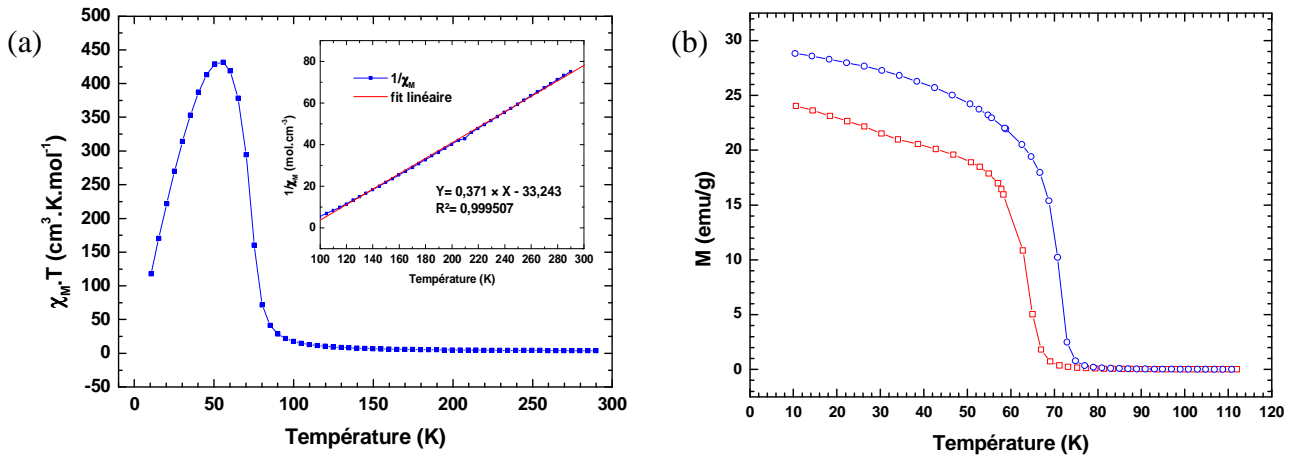 (a)
χM.T (cm3.K.mol-1)
450
400
350
300
250
200
150
100
50
0
-50
0
50
100
150
200
250
300
Température (K)
1/χM
fit linéaire
1/χM (mol.cm-3)
80
60
40
20
0
Y= 0,371 × X - 33,243
R2= 0,999507
100 120 140 160 180 200 220 240 260 280 300
Température (K)
(b)
M (emu/g)
30
25
20
15
10
5
0
0 10 20 30 40 50 60 70 80 90 100 110 120
Température (K)